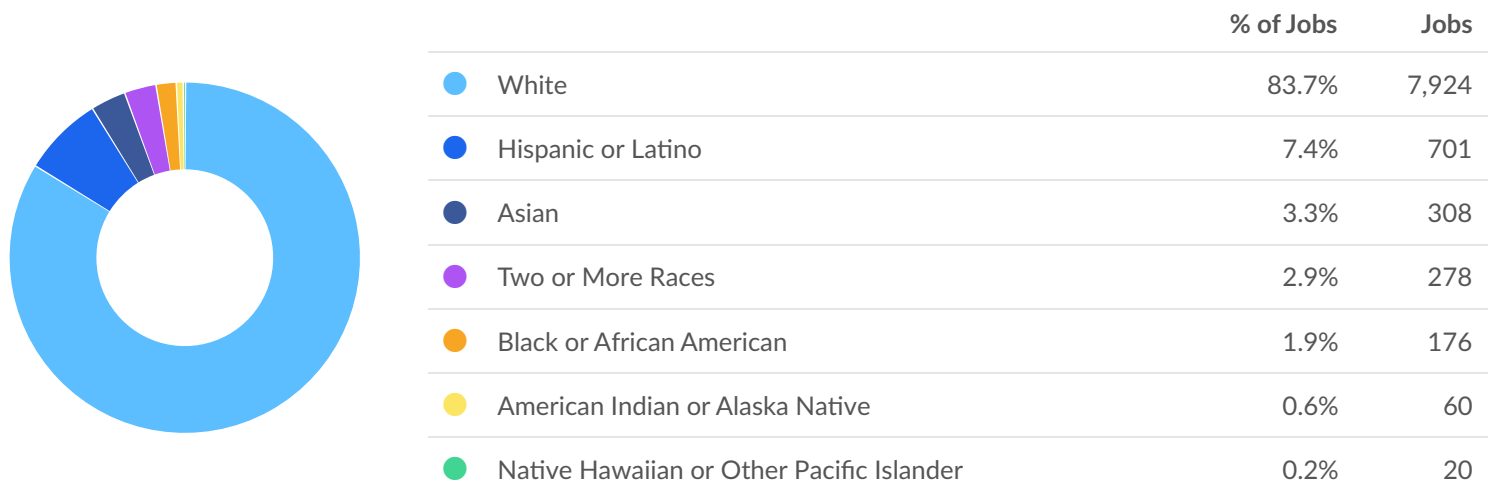 % of Jobs Jobs
White 83.7% 7,924
Hispanic or Latino 7.4% 701
Asian 3.3% 308
Two or More Races 2.9% 278
Black or African American 1.9% 176
American Indian or Alaska Native 0.6% 60
Native Hawaiian or Other Pacific Islander 0.2% 20